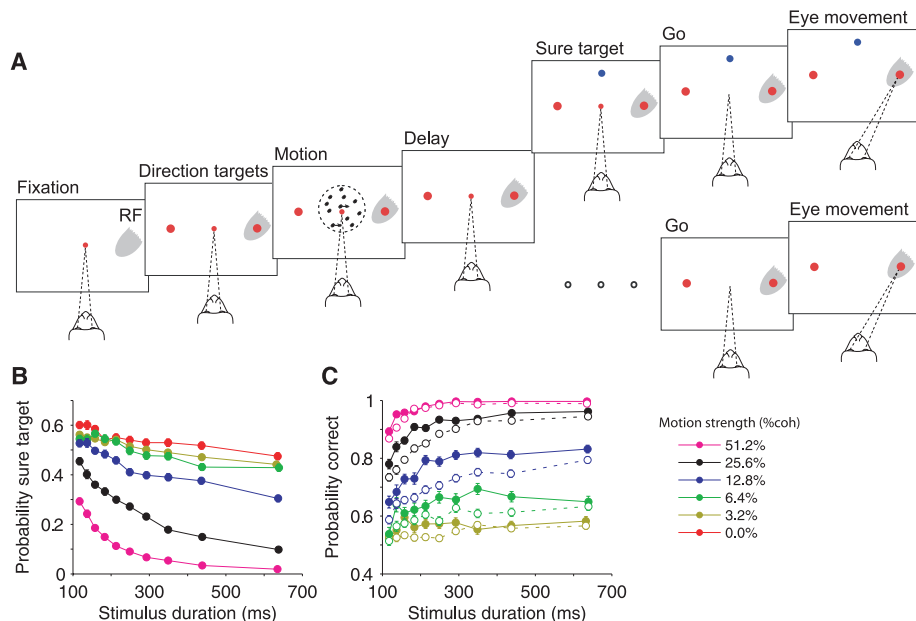 A
Fixation
RF
Direction targets
Motion
Delay
Sure target
Go
Eye movement
Go
Eye movement
B
Probability sure target
0.6
0.4
0.2
0
100
300
500
700
Stimulus duration (ms)
C
Probability correct
1
0.8
0.6
0.4
100
300
500
700
Stimulus duration (ms)
Motion strength (%coh)
51.2%
25.6%
12.8%
6.4%
3.2%
0.0%